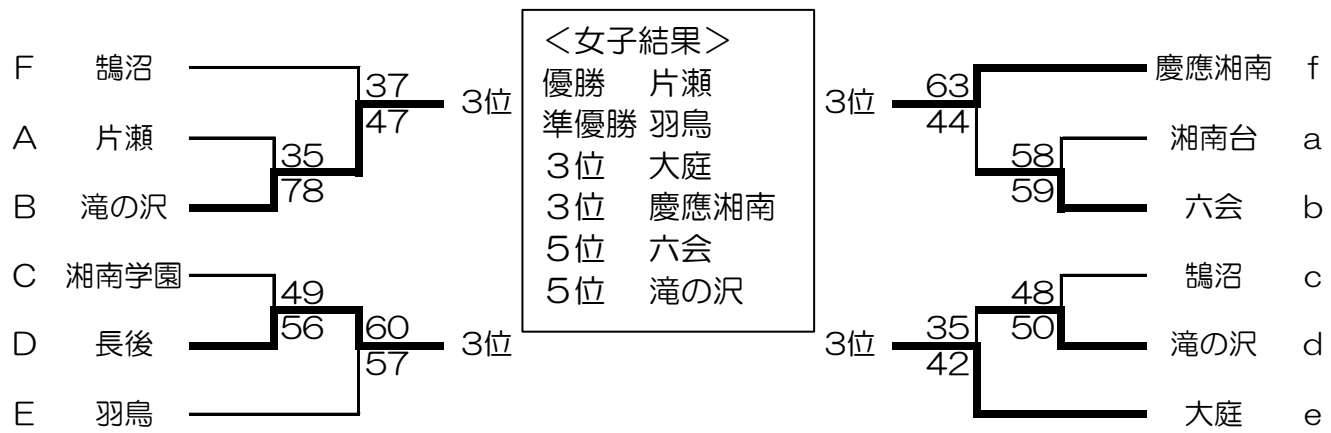 ＜女子結果＞
優勝　片瀬
準優勝 羽鳥
３位　大庭
３位　慶應湘南
５位　六会
５位　滝の沢
F 鵠沼
A 片瀬
B 滝の沢
C 湘南学園
D 長後
E 羽鳥
37
47
3位
35
78
49
56
60
57
3位
3位
63
44
58
59
48
50
3位
35
42
慶應湘南 f
湘南台 a
六会 b
鵠沼 c
滝の沢 d
大庭 e